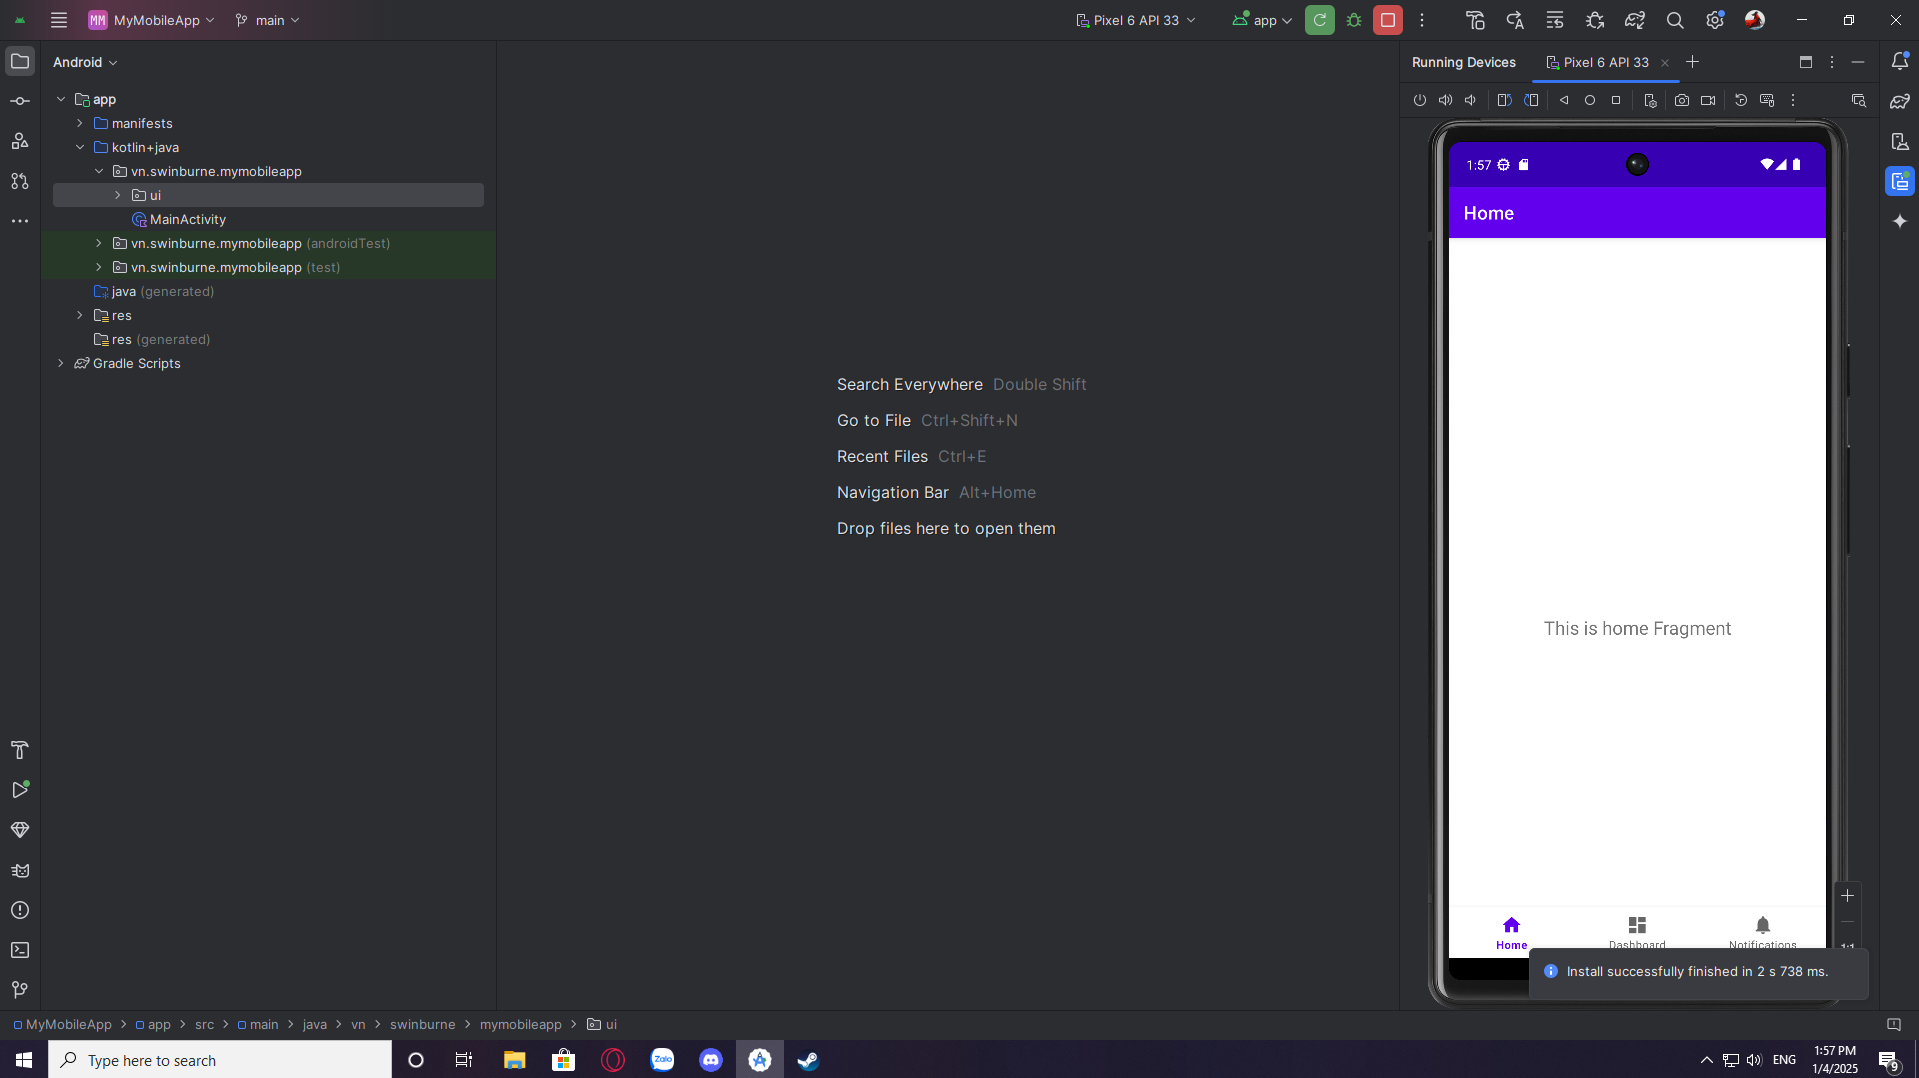 MM MyMobileApp main Pixel 6 API 33 app
Android
Running Devices Pixel 6 API 33
app
manifests
kotlin+java
vn.swinburne.mymobileapp
ui
MainActivity
vn.swinburne.mymobileapp (androidTest)
vn.swinburne.mymobileapp (test)
java (generated)
res
res (generated)
Gradle Scripts
Search Everywhere Double Shift
Go to File Ctrl+Shift+N
Recent Files Ctrl+E
Navigation Bar Alt+Home
Drop files here to open them
1:57
Home
This is home Fragment
Home Dashboard Notifications
1:1
Install successfully finished in 2 s 738 ms.
MyMobileApp app src main java vn swinburne mymobileapp ui
Type here to search
Zalo
ENG
1:57 PM
1/4/2025
9